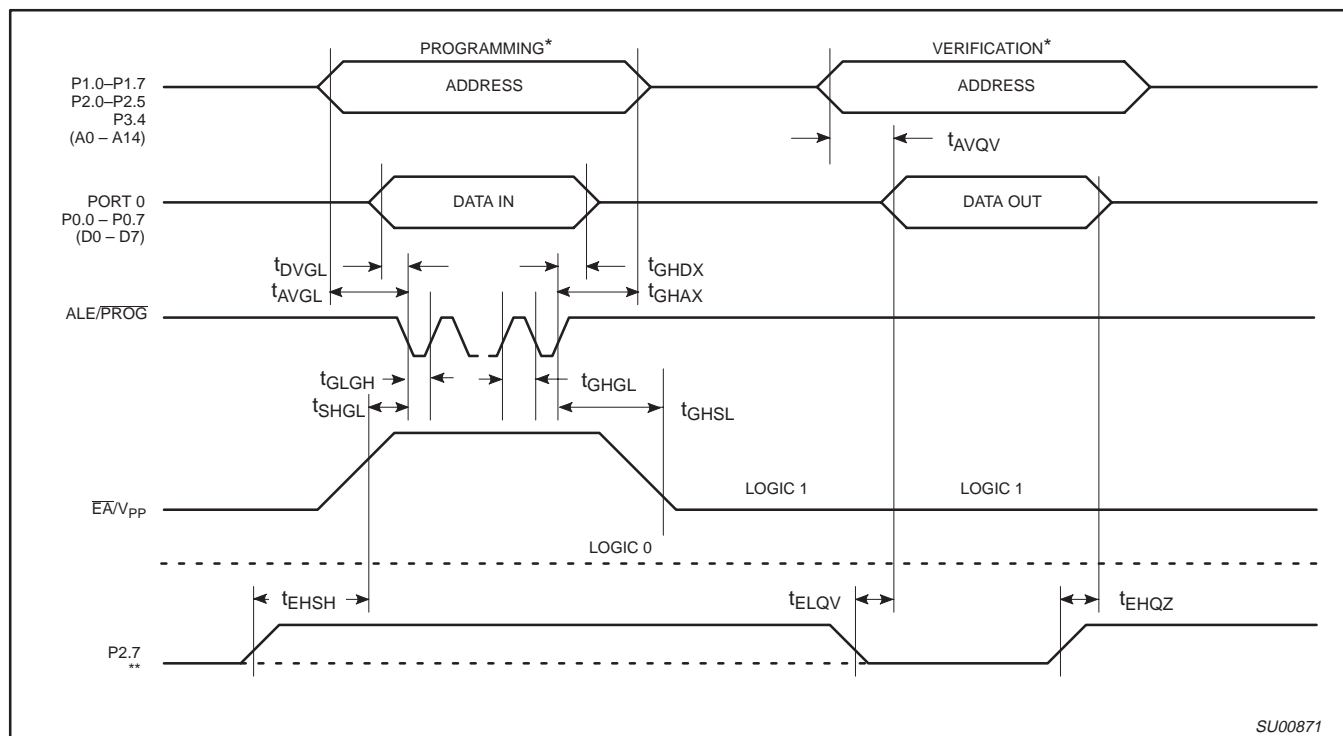 PROGRAMMING*
VERIFICATION*
P1.0–P1.7
P2.0–P2.5
P3.4
(A0 – A14)
ADDRESS
ADDRESS
tAVQV
PORT 0
P0.0 – P0.7
(D0 – D7)
DATA IN
DATA OUT
tDVGL
tGHDX
tAVGL
tGHAX
ALE/PROG
tGLGH
tGHGL
tSHGL
tGHSL
EA/VPP
LOGIC 1
LOGIC 1
LOGIC 0
tEHSH
tELQV
tEHQZ
P2.7
**
SU00871